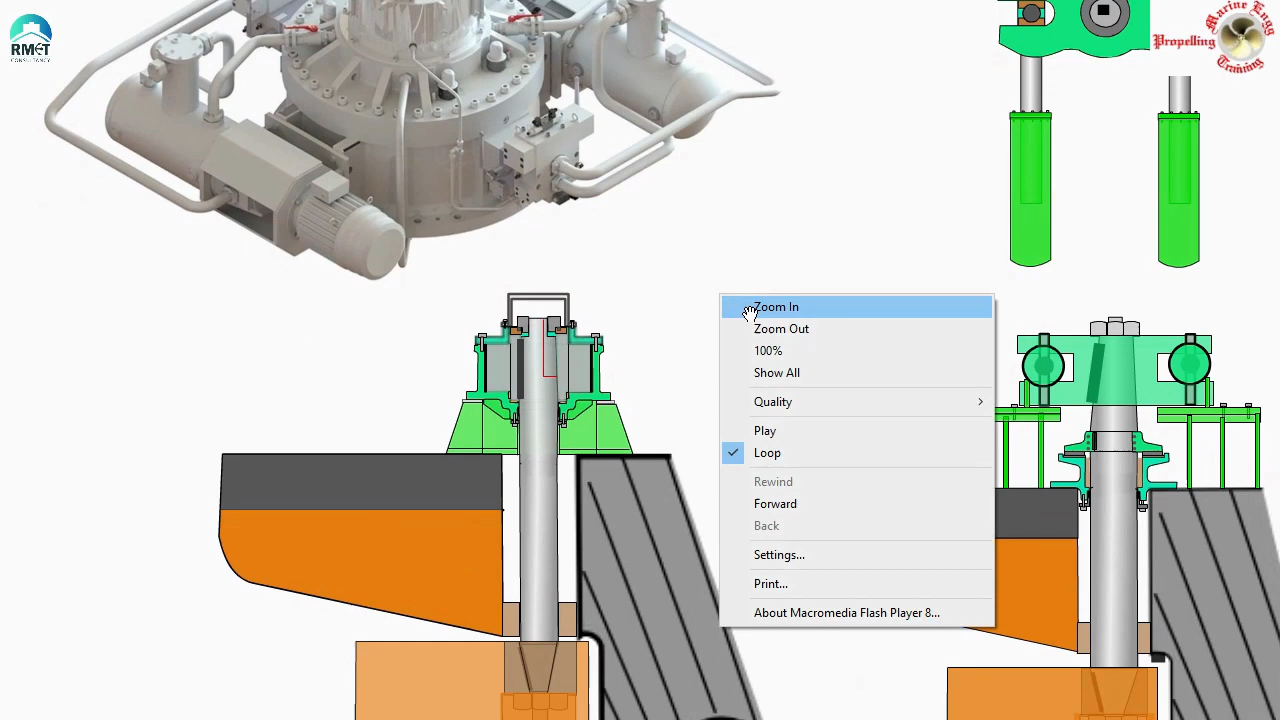 RMET
CONSULTANCY
Marine Engg
Propelling
Training
Zoom In
Zoom Out
100%
Show All
Quality
Play
Loop
Rewind
Forward
Back
Settings...
Print...
About Macromedia Flash Player 8...